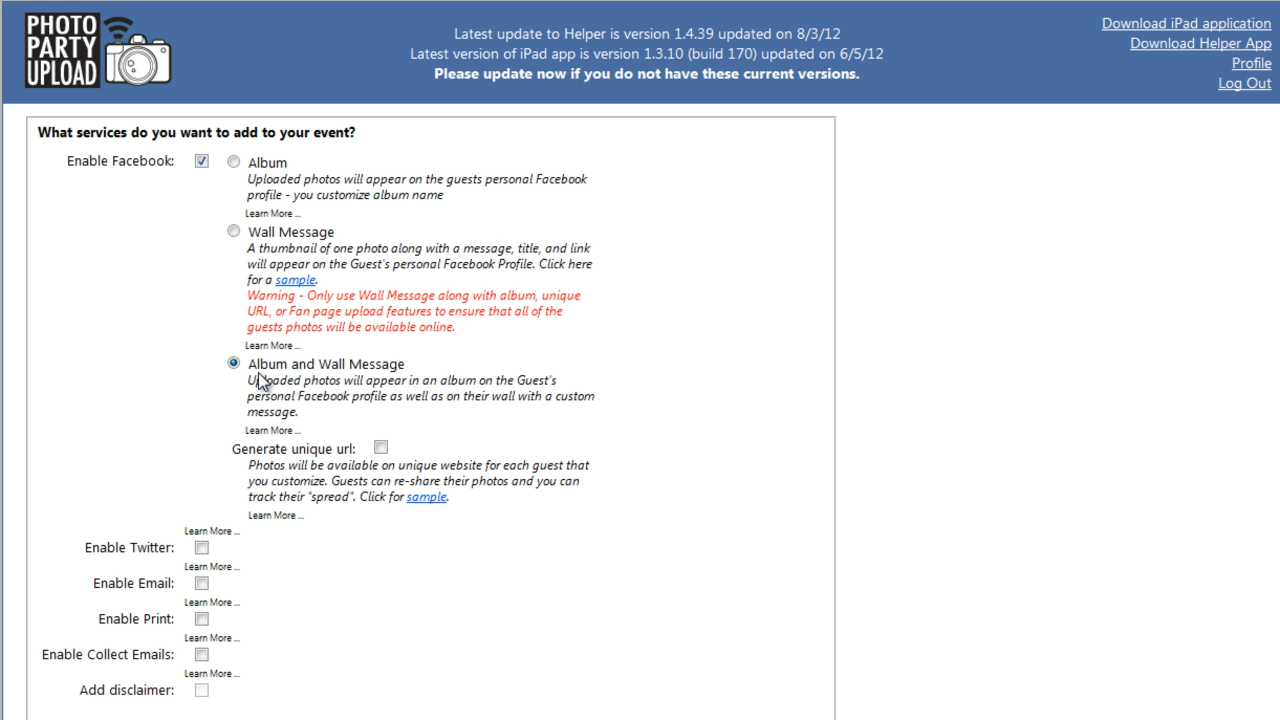 PHOTO
PARTY
UPLOAD
Latest update to Helper is version 1.4.39 updated on 8/3/12
Latest version of iPad app is version 1.3.10 (build 170) updated on 6/5/12
Please update now if you do not have these current versions.
Download iPad application
Download Helper App
Profile
Log Out
What services do you want to add to your event?
Enable Facebook:
Album
Uploaded photos will appear on the guests personal Facebook
profile - you customize album name
Learn More ...
Wall Message
A thumbnail of one photo along with a message, title, and link
will appear on the Guest's personal Facebook Profile. Click here
for a sample.
Warning - Only use Wall Message along with album, unique
URL, or Fan page upload features to ensure that all of the
guests photos will be available online.
Learn More ...
Album and Wall Message
Uploaded photos will appear in an album on the Guest's
personal Facebook profile as well as on their wall with a custom
message.
Learn More ...
Generate unique url:
Photos will be available on unique website for each guest that
you customize. Guests can re-share their photos and you can
track their "spread". Click for sample.
Learn More ...
Learn More ...
Enable Twitter:
Learn More ...
Enable Email:
Learn More ...
Enable Print:
Learn More ...
Enable Collect Emails:
Learn More ...
Add disclaimer: